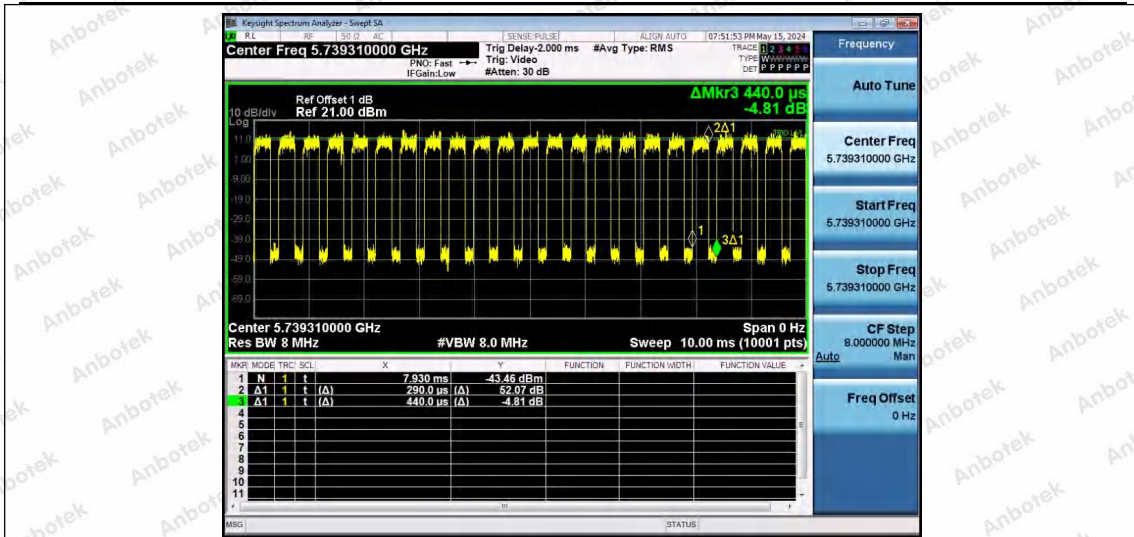 Keysight Spectrum Analyzer - Swept SA
RL RF 50 Ω AC SENSE:PULSE ALIGN AUTO 07:51:53 PM May 15, 2024
Center Freq 5.739310000 GHz
Trig Delay-2.000 ms #Avg Type: RMS
TRACE 1 2 3 4 5 6
PNO: Fast Trig: Video
TYPE WWWWWW
IFGain:Low #Atten: 30 dB
DET P P P P P P
Frequency
Auto Tune
Center Freq
5.739310000 GHz
Start Freq
5.739310000 GHz
Stop Freq
5.739310000 GHz
CF Step
8.000000 MHz
Auto Man
Freq Offset
0 Hz
ΔMkr3 440.0 µs
-4.81 dB
Ref Offset 1 dB
10 dB/div Ref 21.00 dBm
Log
11.0
1.00
-9.00
-19.0
-29.0
-39.0
-49.0
-59.0
-69.0
2Δ1
1
3Δ1
Center 5.739310000 GHz Span 0 Hz
Res BW 8 MHz #VBW 8.0 MHz Sweep 10.00 ms (10001 pts)
MKR MODE TRC SCL X Y FUNCTION FUNCTION WIDTH FUNCTION VALUE
1 N 1 t 7.930 ms -43.46 dBm
2 Δ1 1 t (Δ) 290.0 µs (Δ) 52.07 dB
3 Δ1 1 t (Δ) 440.0 µs (Δ) -4.81 dB
4
5
6
7
8
9
10
11
MSG STATUS
Anbotek